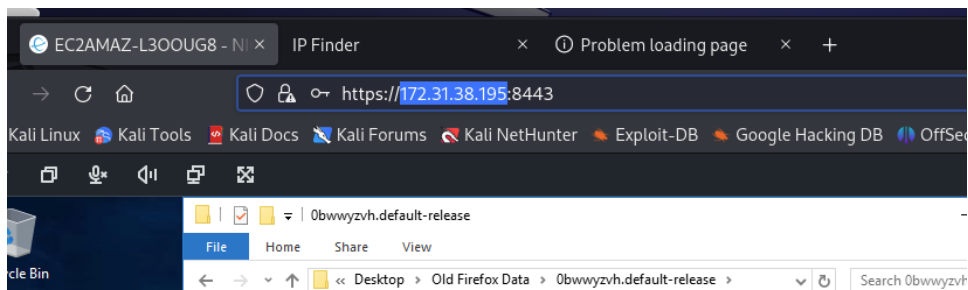 EC2AMAZ-L3OOUG8 - NI IP Finder Problem loading page
https://172.31.38.195:8443
Kali Linux Kali Tools Kali Docs Kali Forums Kali NetHunter Exploit-DB Google Hacking DB OffSec
0bwwyzvh.default-release
File Home Share View
cle Bin
« Desktop > Old Firefox Data > 0bwwyzvh.default-release > Search 0bwwyzvh